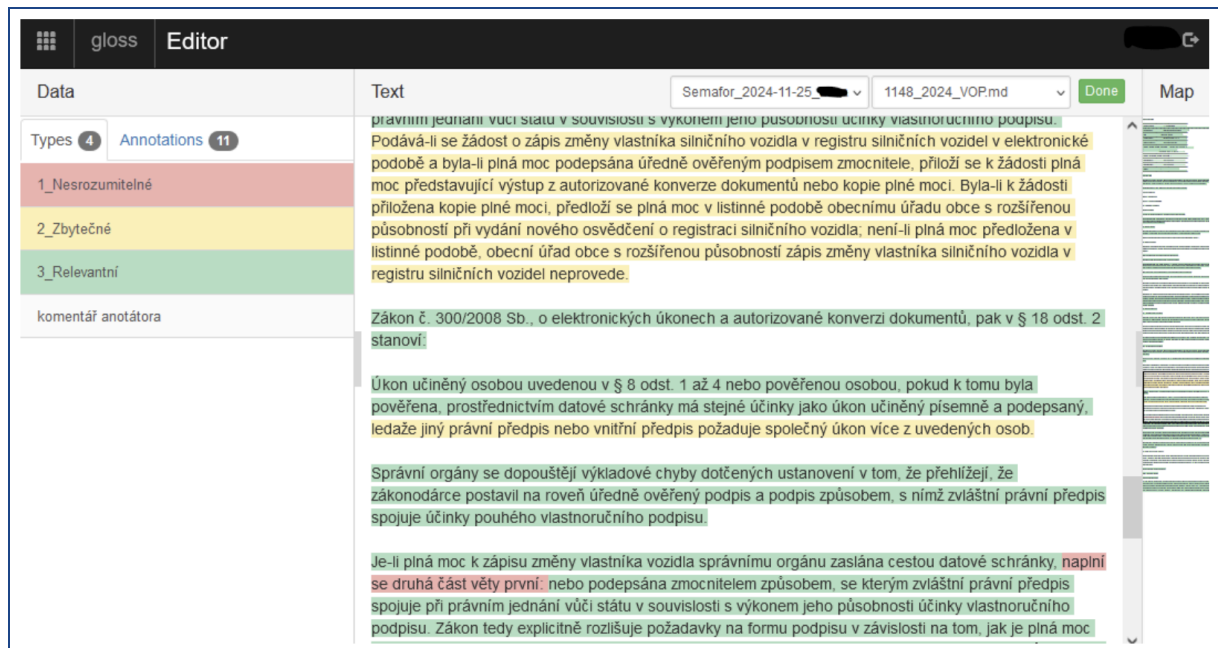 gloss Editor
Data
Text
Semafor_2024-11-25_
1148_2024_VOP.md
Done
Map
Types 4 Annotations 11
1_Nesrozumitelné
2_Zbytečné
3_Relevantní
komentář anotátora
právním jednání vůči státu v souvislosti s výkonem jeho působnosti účinky vlastnoručního podpisu.
Podává-li se žádost o zápis změny vlastníka silničního vozidla v registru silničních vozidel v elektronické
podobě a byla-li plná moc podepsána úředně ověřeným podpisem zmocnitele, přiloží se k žádosti plná
moc představující výstup z autorizované konverze dokumentů nebo kopie plné moci. Byla-li k žádosti
přiložena kopie plné moci, předloží se plná moc v listinné podobě obecnímu úřadu obce s rozšířenou
působností při vydání nového osvědčení o registraci silničního vozidla; není-li plná moc předložena v
listinné podobě, obecní úřad obce s rozšířenou působností zápis změny vlastníka silničního vozidla v
registru silničních vozidel neprovede.
Zákon č. 300/2008 Sb., o elektronických úkonech a autorizované konverzi dokumentů, pak v § 18 odst. 2
stanoví:
Úkon učiněný osobou uvedenou v § 8 odst. 1 až 4 nebo pověřenou osobou, pokud k tomu byla
pověřena, prostřednictvím datové schránky má stejné účinky jako úkon učiněný písemně a podepsaný,
ledaže jiný právní předpis nebo vnitřní předpis požaduje společný úkon více z uvedených osob.
Správní orgány se dopouštějí výkladové chyby dotčených ustanovení v tom, že přehlížejí, že
zákonodárce postavil na roveň úředně ověřený podpis a podpis způsobem, s nímž zvláštní právní předpis
spojuje účinky pouhého vlastnoručního podpisu.
Je-li plná moc k zápisu změny vlastníka vozidla správnímu orgánu zaslána cestou datové schránky, naplní
se druhá část věty první: nebo podepsána zmocnitelem způsobem, se kterým zvláštní právní předpis
spojuje při právním jednání vůči státu v souvislosti s výkonem jeho působnosti účinky vlastnoručního
podpisu. Zákon tedy explicitně rozlišuje požadavky na formu podpisu v závislosti na tom, jak je plná moc